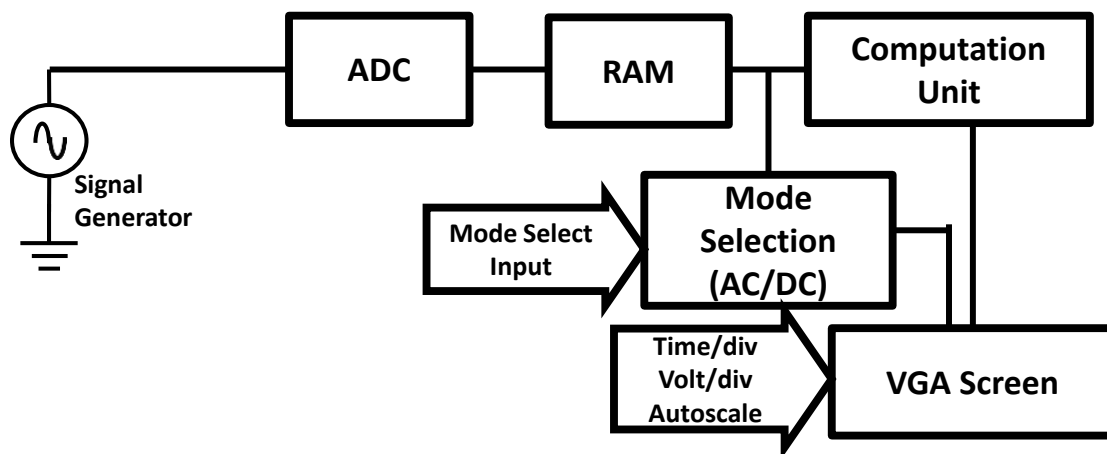 ADC
RAM
Computation
Unit
Signal
Generator
Mode Select
Input
Mode
Selection
(AC/DC)
Time/div
Volt/div
Autoscale
VGA Screen